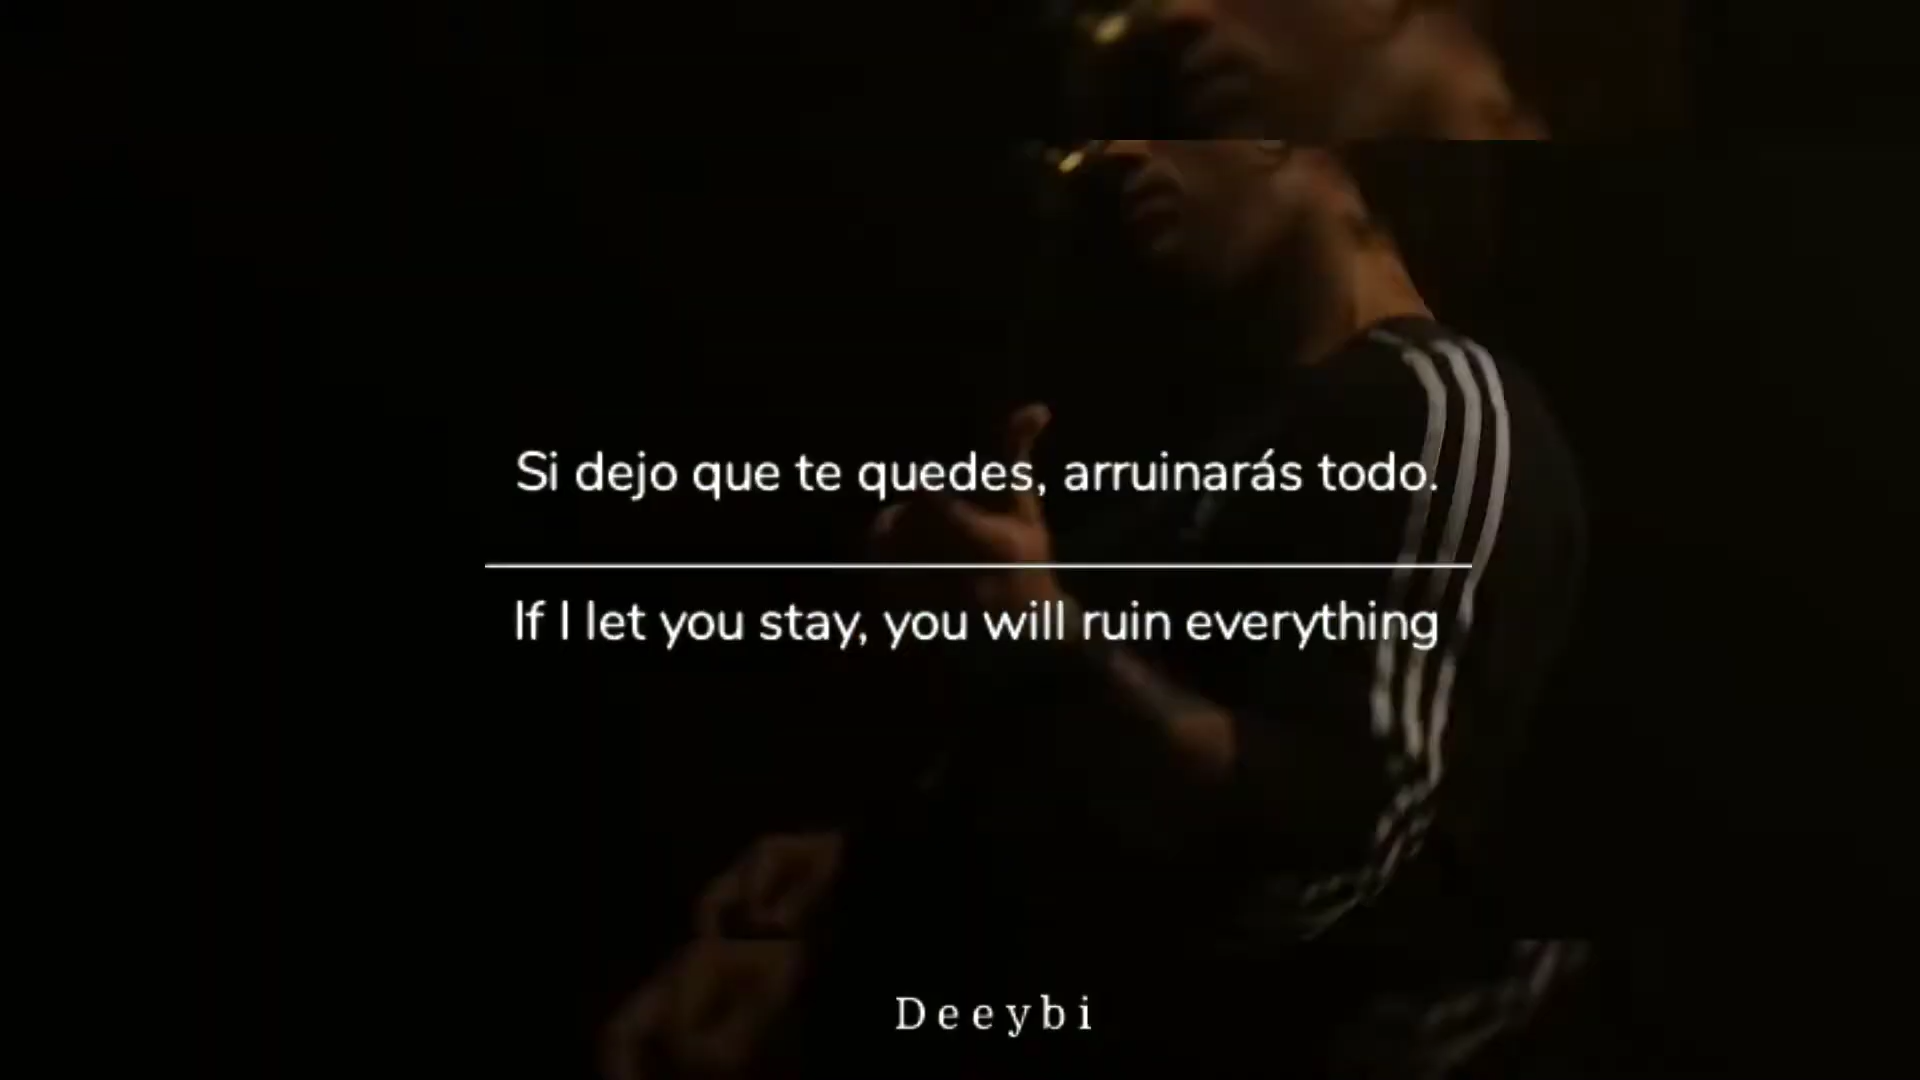 Si dejo que te quedes, arruinarás todo.
If I let you stay, you will ruin everything
Deeybi